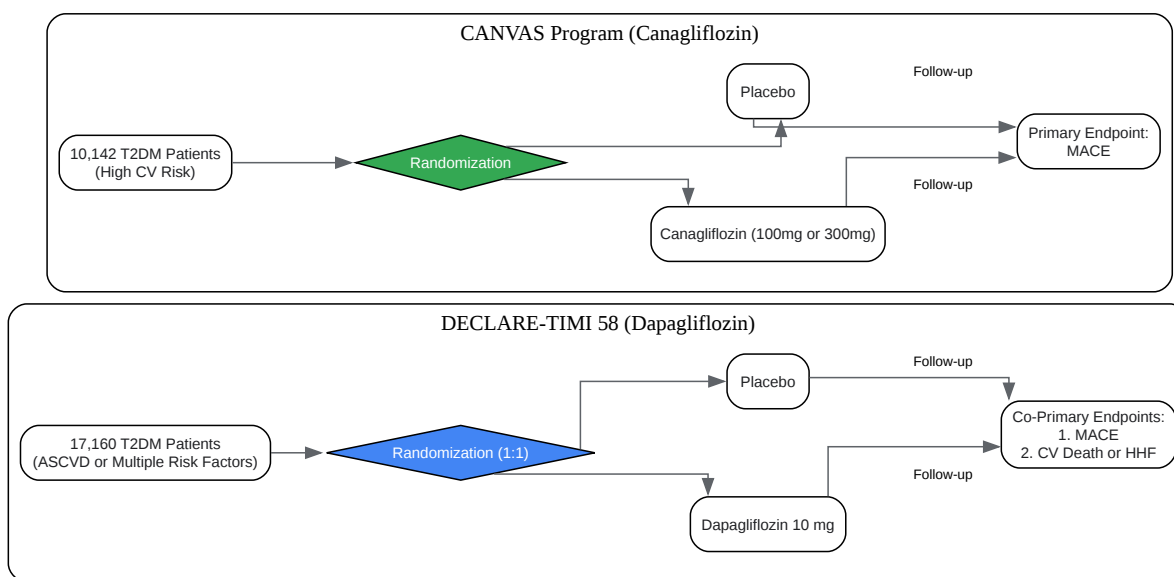 CANVAS Program (Canagliflozin)
Follow-up
Placebo
10,142 T2DM Patients
(High CV Risk)
Randomization
Primary Endpoint:
MACE
Follow-up
Canagliflozin (100mg or 300mg)
DECLARE-TIMI 58 (Dapagliflozin)
Follow-up
Placebo
17,160 T2DM Patients
(ASCVD or Multiple Risk Factors)
Randomization (1:1)
Co-Primary Endpoints:
1. MACE
2. CV Death or HHF
Follow-up
Dapagliflozin 10 mg